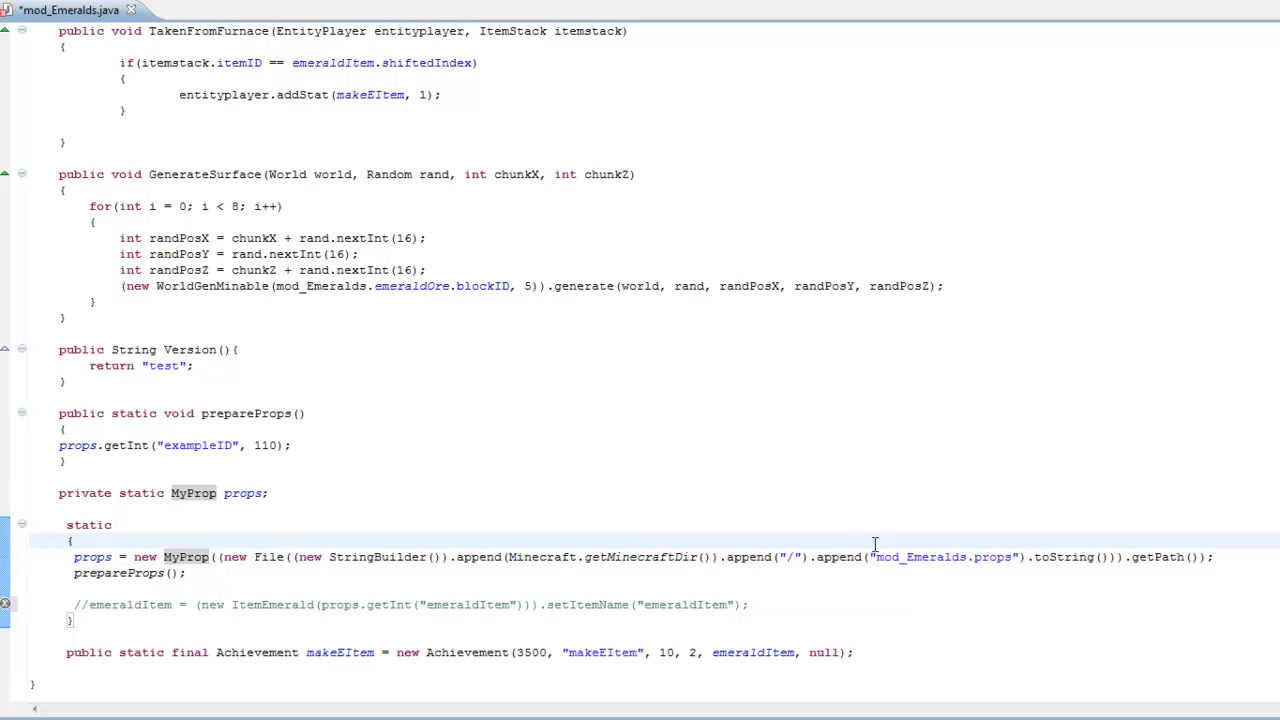 *mod_Emeralds.java
public void TakenFromFurnace(EntityPlayer entityplayer, ItemStack itemstack)
{
if(itemstack.itemID == emeraldItem.shiftedIndex)
{
entityplayer.addStat(makeEItem, 1);
}
}
public void GenerateSurface(World world, Random rand, int chunkX, int chunkZ)
{
for(int i = 0; i < 8; i++)
{
int randPosX = chunkX + rand.nextInt(16);
int randPosY = rand.nextInt(16);
int randPosZ = chunkZ + rand.nextInt(16);
(new WorldGenMinable(mod_Emeralds.emeraldOre.blockID, 5)).generate(world, rand, randPosX, randPosY, randPosZ);
}
}
public String Version(){
return "test";
}
public static void prepareProps()
{
props.getInt("exampleID", 110);
}
private static MyProp props;
static
{
props = new MyProp((new File((new StringBuilder()).append(Minecraft.getMinecraftDir()).append("/").append("mod_Emeralds.props").toString())).getPath());
prepareProps();
//emeraldItem = (new ItemEmerald(props.getInt("emeraldItem"))).setItemName("emeraldItem");
}
public static final Achievement makeEItem = new Achievement(3500, "makeEItem", 10, 2, emeraldItem, null);
}